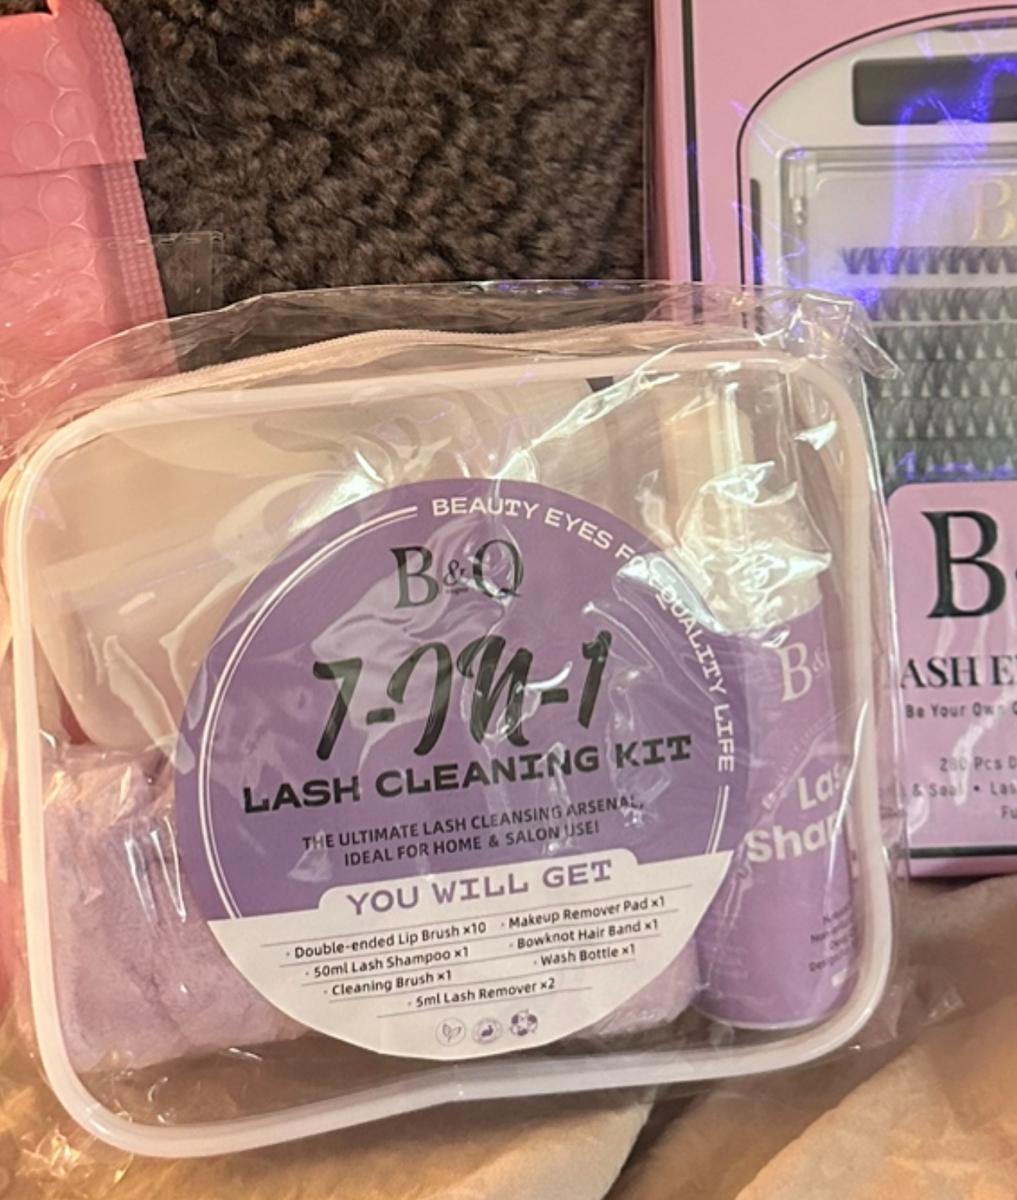 BEAUTY EYES FOR QUALITY LIFE
B&Q
7-IN-1
LASH CLEANING KIT
THE ULTIMATE LASH CLEANSING ARSENAL,
IDEAL FOR HOME & SALON USE!
YOU WILL GET
· Double-ended Lip Brush ×10 · Makeup Remover Pad ×1
· 50ml Lash Shampoo ×1 · Bowknot Hair Band ×1
· Cleaning Brush ×1 · Wash Bottle ×1
· 5ml Lash Remover ×2
B&
Las
Sham
B
B
ASH E
Be Your Own
280 Pcs D
& Seal • Las